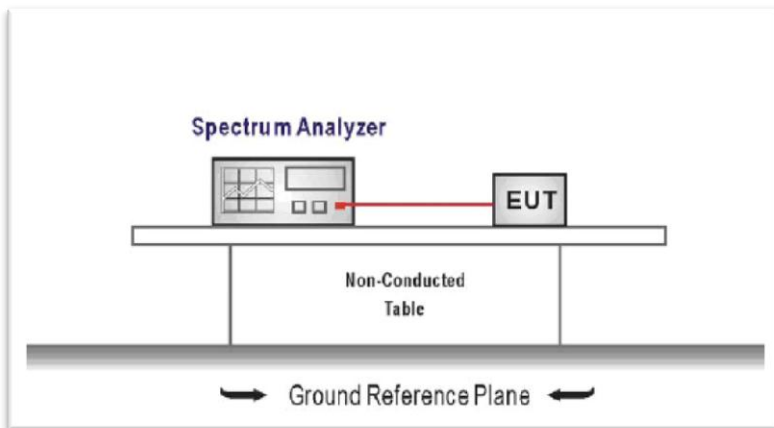 Spectrum Analyzer
EUT
Non-Conducted
Table
Ground Reference Plane